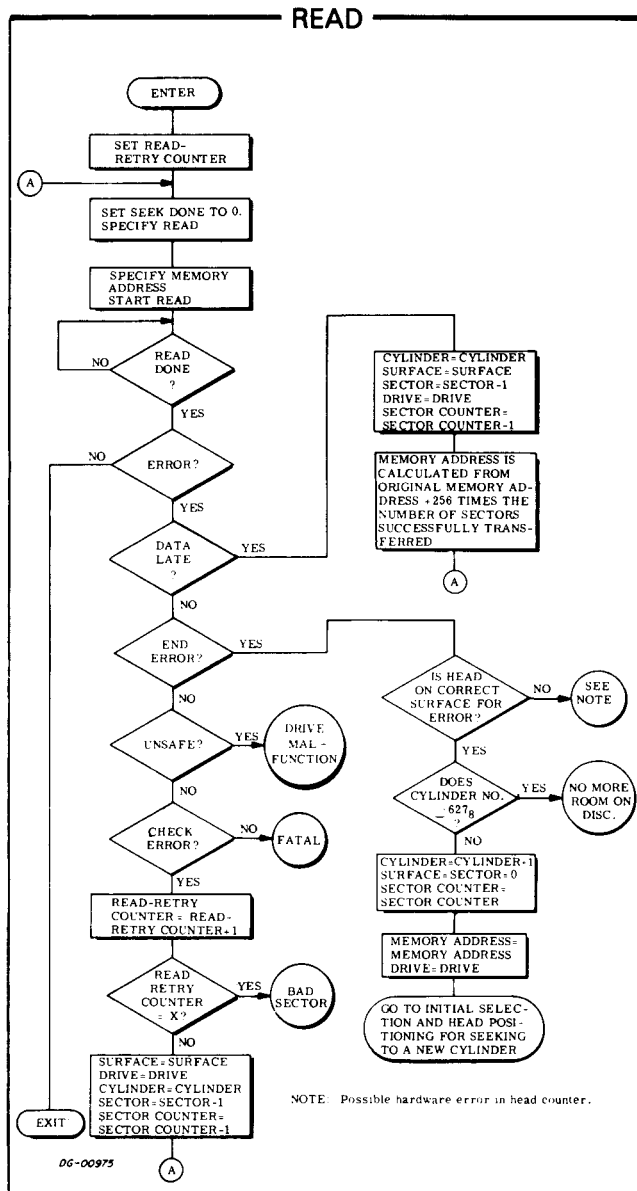 READ
ENTER
SET READ-
RETRY COUNTER
A
SET SEEK DONE TO 0.
SPECIFY READ
SPECIFY MEMORY
ADDRESS
START READ
NO
READ
DONE
?
YES
NO
ERROR?
YES
DATA
LATE
?
YES
NO
CYLINDER=CYLINDER
SURFACE=SURFACE
SECTOR=SECTOR-1
DRIVE=DRIVE
SECTOR COUNTER=
SECTOR COUNTER-1
MEMORY ADDRESS IS
CALCULATED FROM
ORIGINAL MEMORY AD-
DRESS +256 TIMES THE
NUMBER OF SECTORS
SUCCESSFULLY TRANS-
FERRED
A
END
ERROR?
YES
NO
IS HEAD
ON CORRECT
SURFACE FOR
ERROR?
NO
SEE
NOTE
YES
UNSAFE?
YES
DRIVE
MAL-
FUNCTION
NO
DOES
CYLINDER NO.
627₈
?
YES
NO MORE
ROOM ON
DISC.
NO
CHECK
ERROR?
NO
FATAL
YES
CYLINDER=CYLINDER+1
SURFACE=SECTOR=0
SECTOR COUNTER=
SECTOR COUNTER
READ-RETRY
COUNTER = READ-
RETRY COUNTER+1
MEMORY ADDRESS=
MEMORY ADDRESS
DRIVE=DRIVE
READ
RETRY
COUNTER
= X?
YES
BAD
SECTOR
NO
GO TO INITIAL SELEC-
TION AND HEAD POSI-
TIONING FOR SEEKING
TO A NEW CYLINDER
SURFACE=SURFACE
DRIVE=DRIVE
CYLINDER=CYLINDER
SECTOR=SECTOR-1
SECTOR COUNTER=
SECTOR COUNTER-1
NOTE: Possible hardware error in head counter.
EXIT
DG-00975
A